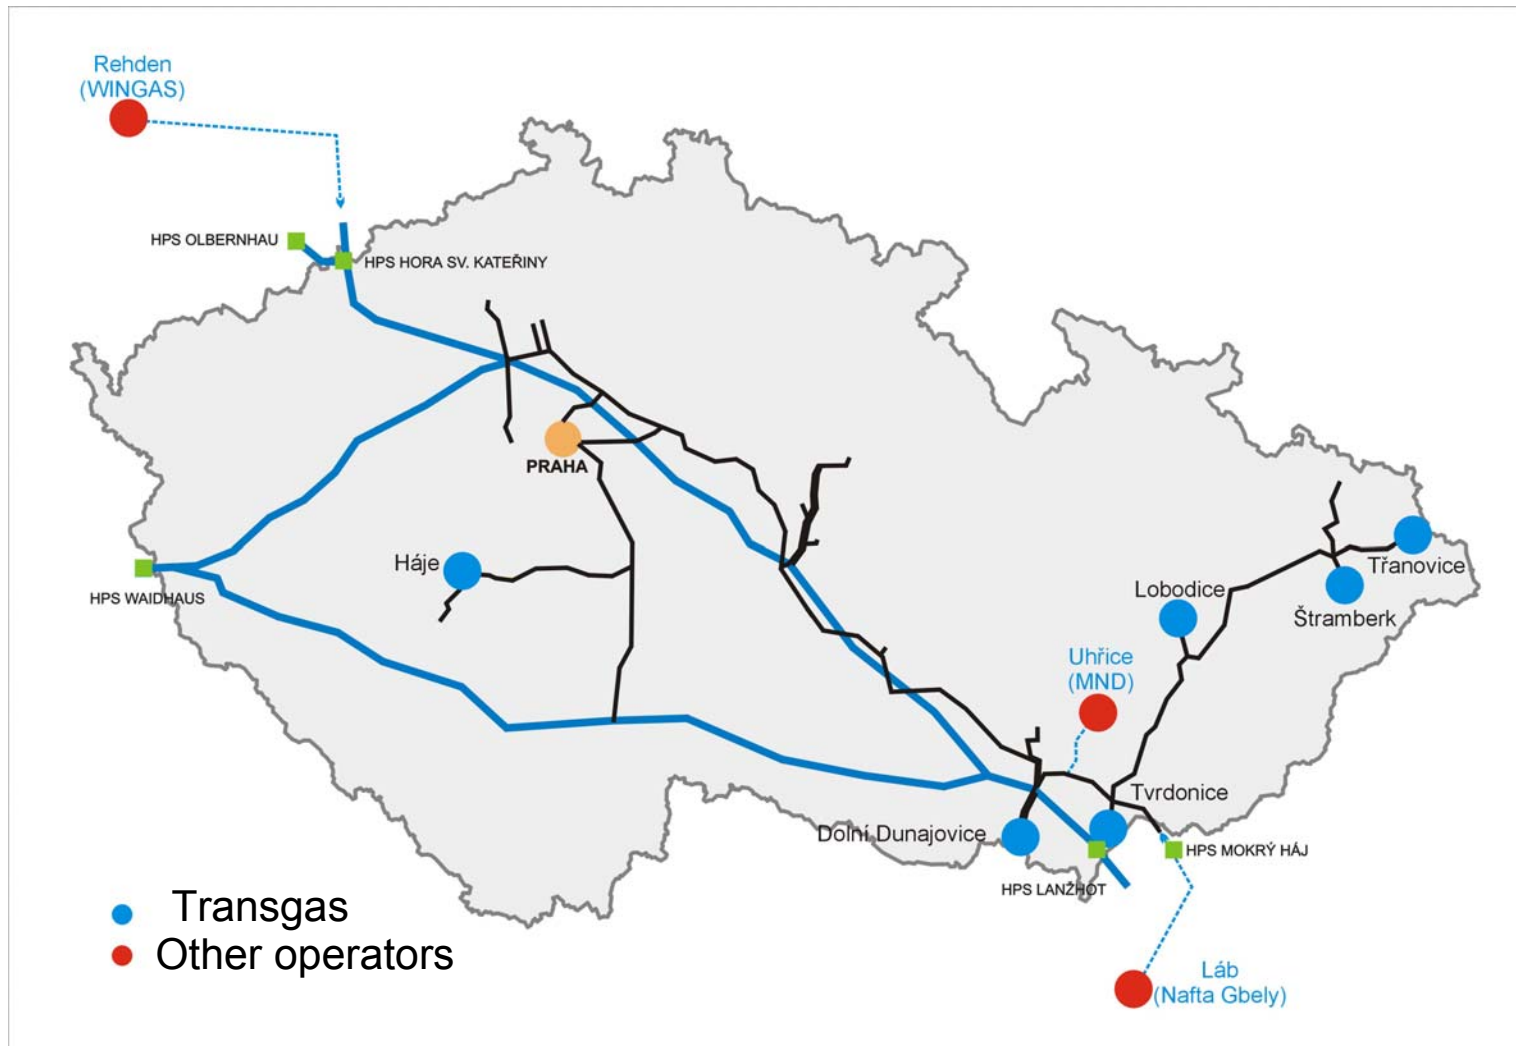 Rehden
(WINGAS)
HPS OLBERNHAU
HPS HORA SV. KATEŘINY
PRAHA
Háje
HPS WAIDHAUS
Třanovice
Lobodice
Štramberk
Uhřice
(MND)
Tvrdonice
Dolní Dunajovice
HPS MOKRÝ HÁJ
HPS LANŽHOT
Transgas
Other operators
Láb
(Nafta Gbely)